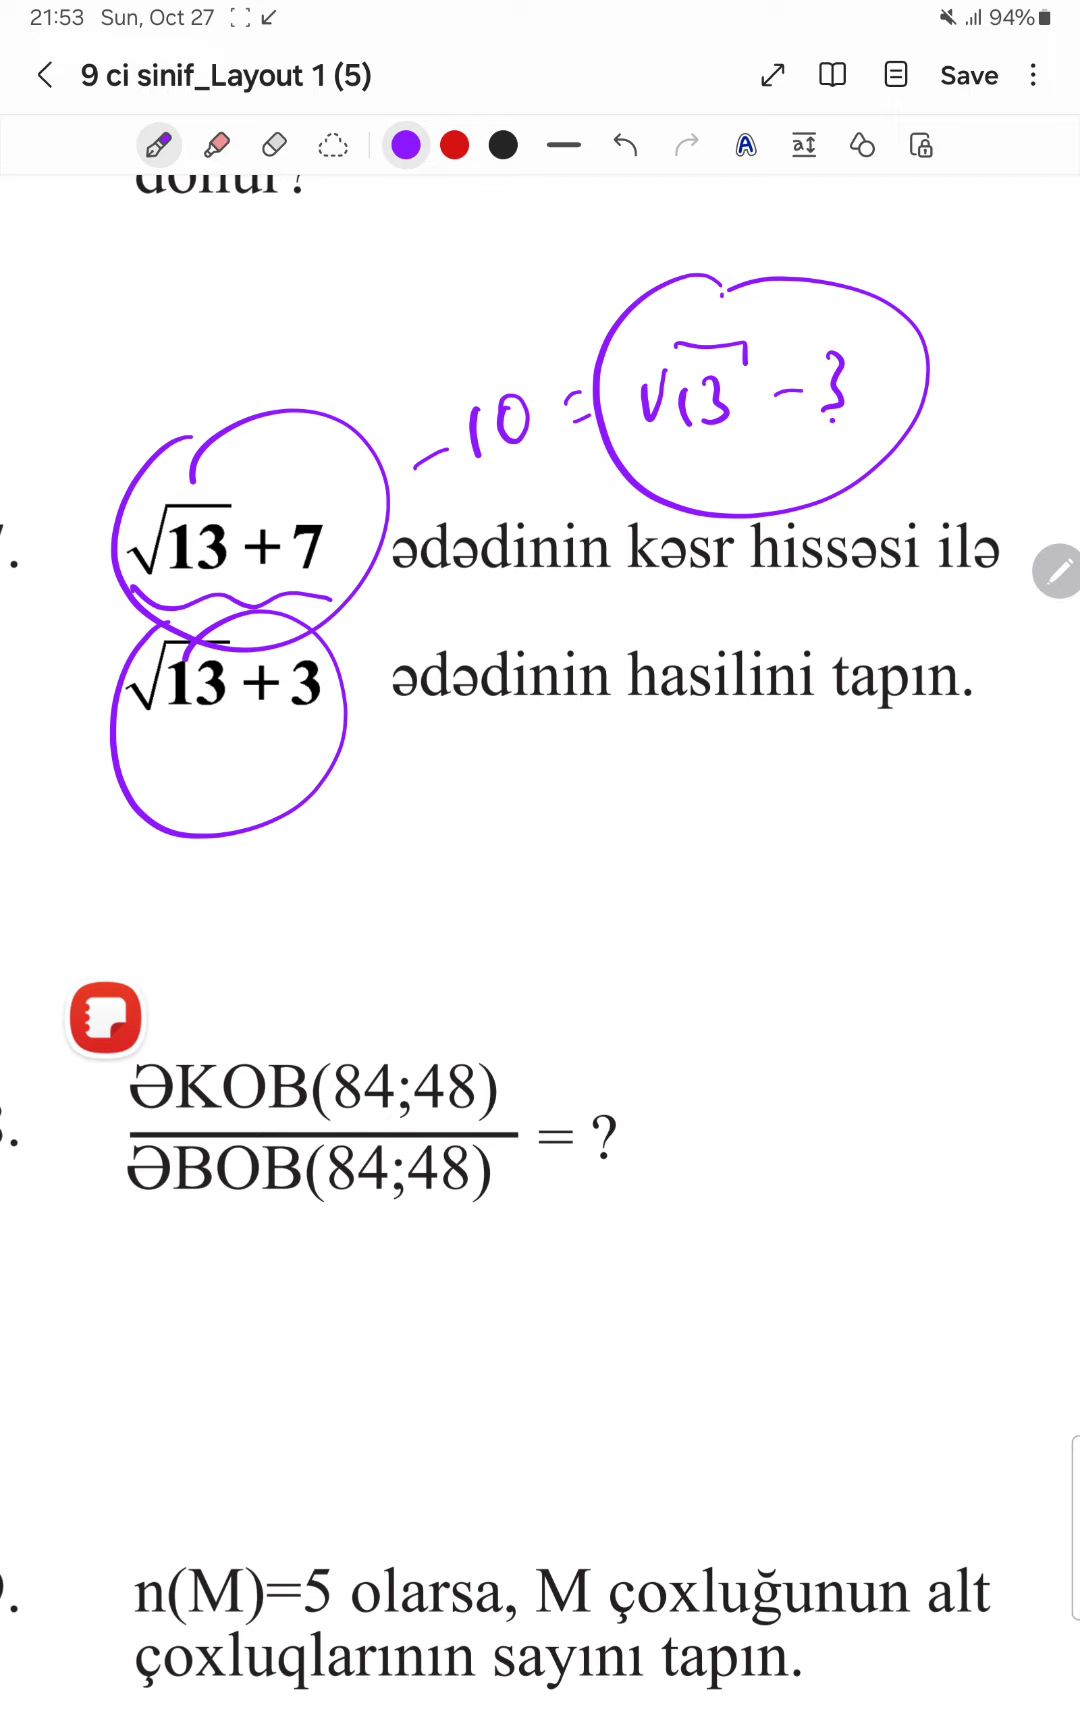 21:53 Sun, Oct 27 94%
9 ci sinif_Layout 1 (5) Save
dönür?
- 10 = √13 - 3
√13 + 7 ədədinin kəsr hissəsi ilə
√13 + 3 ədədinin hasilini tapın.
ƏKOB(84;48)
= ?
ƏBOB(84;48)
n(M)=5 olarsa, M çoxluğunun alt
çoxluqlarının sayını tapın.